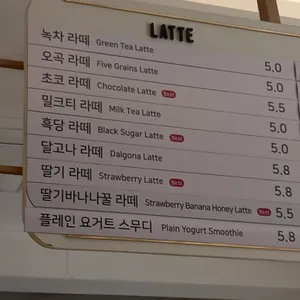 LATTE
녹차 라떼 Green Tea Latte 5.0
오곡 라떼 Five Grains Latte 5.0
초코 라떼 Chocolate Latte Best 5.5
밀크티 라떼 Milk Tea Latte 5.0
흑당 라떼 Black Sugar Latte Best 5.0
달고나 라떼 Dalgona Latte 5.8
딸기 라떼 Strawberry Latte Best 5.8
딸기바나나꿀 라떼 Strawberry Banana Honey Latte Best 5.5
플레인 요거트 스무디 Plain Yogurt Smoothie 5.8